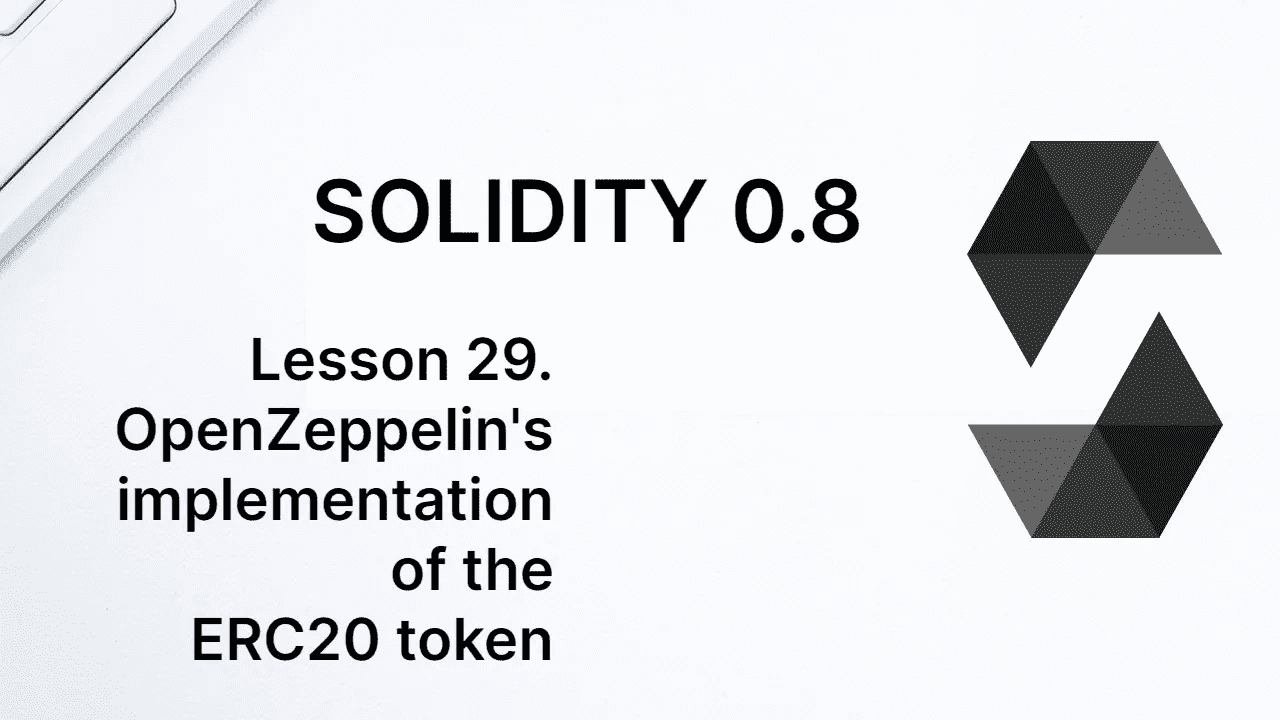 SOLIDITY 0.8
Lesson 29.
OpenZeppelin's
implementation
of the
ERC20 token